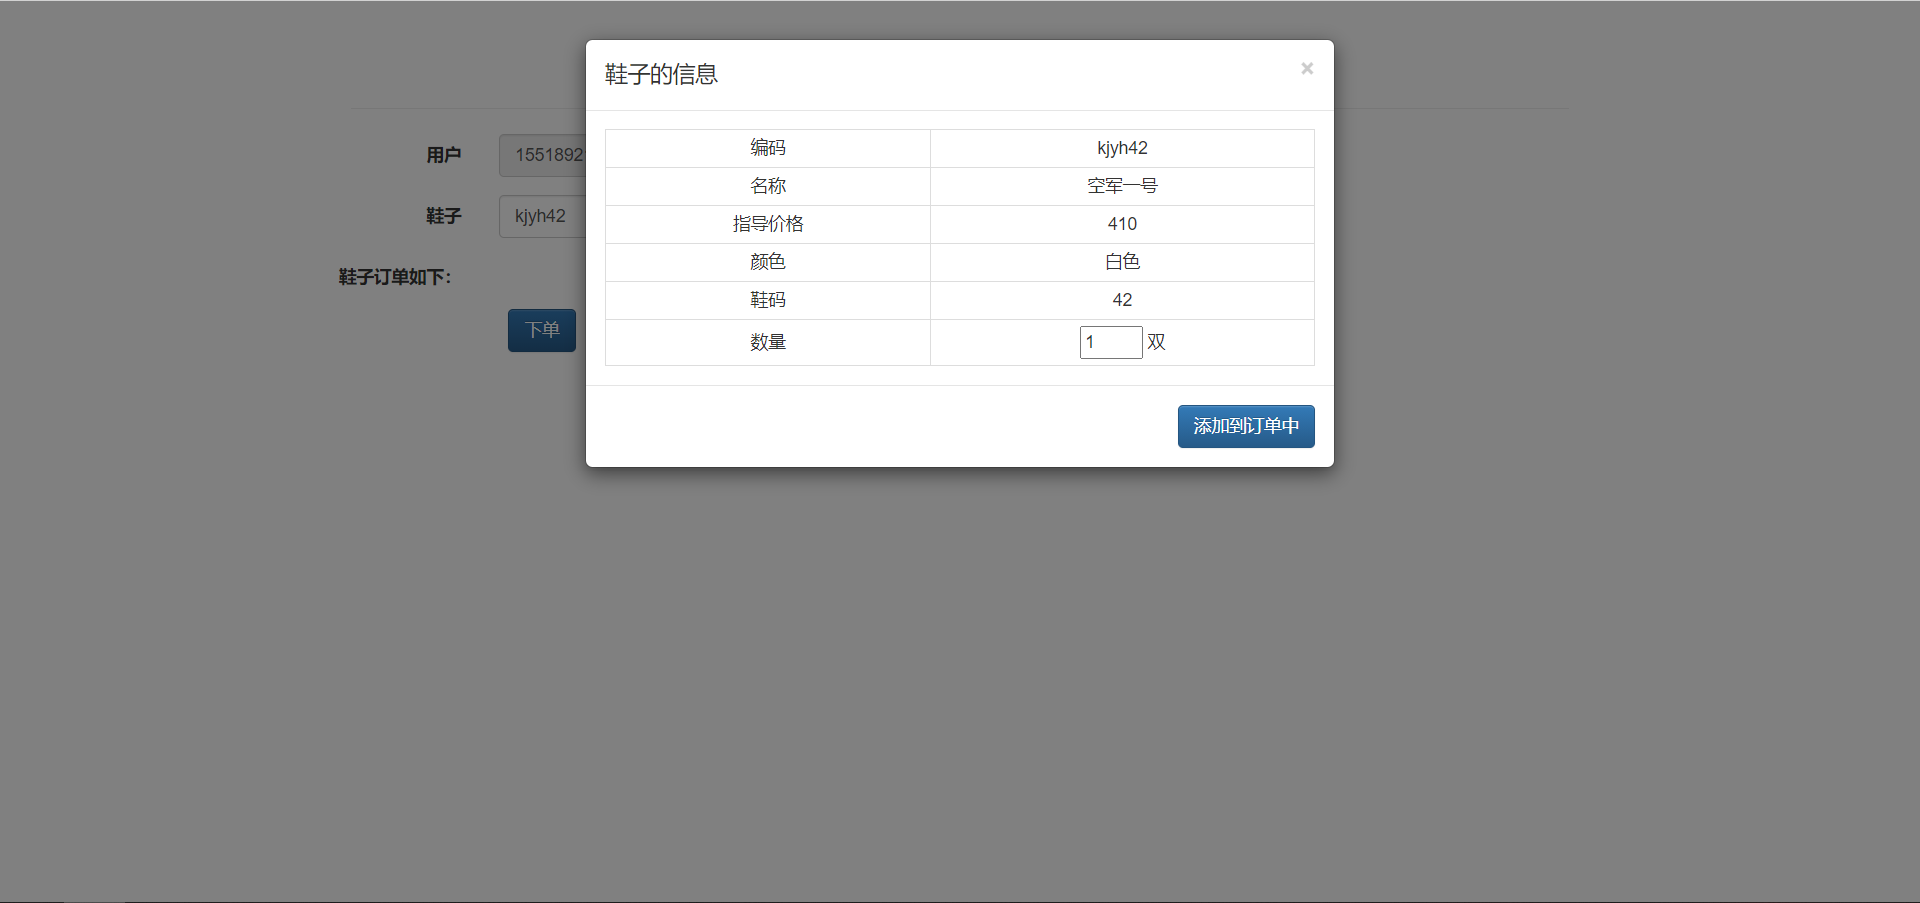 鞋子的信息 ×
编码 kjyh42
名称 空军一号
指导价格 410
颜色 白色
鞋码 42
数量 1 双
添加到订单中
用户 1551892
鞋子 kjyh42
鞋子订单如下：
下单